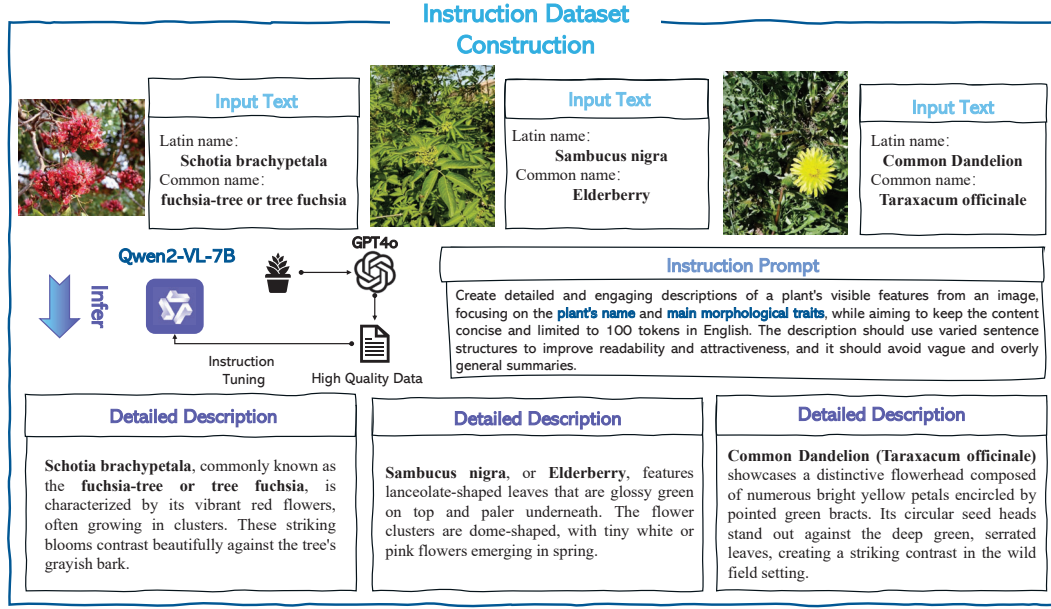 Instruction Dataset
Construction
Input Text
Latin name:
Schotia brachypetala
Common name:
fuchsia-tree or tree fuchsia
Input Text
Latin name:
Sambucus nigra
Common name:
Elderberry
Input Text
Latin name:
Common Dandelion
Common name:
Taraxacum officinale
Infer
Qwen2-VL-7B
GPT4o
Instruction
Tuning
High Quality Data
Instruction Prompt
Create detailed and engaging descriptions of a plant's visible features from an image,
focusing on the plant's name and main morphological traits, while aiming to keep the content
concise and limited to 100 tokens in English. The description should use varied sentence
structures to improve readability and attractiveness, and it should avoid vague and overly
general summaries.
Detailed Description
Schotia brachypetala, commonly known as
the fuchsia-tree or tree fuchsia, is
characterized by its vibrant red flowers,
often growing in clusters. These striking
blooms contrast beautifully against the tree's
grayish bark.
Detailed Description
Sambucus nigra, or Elderberry, features
lanceolate-shaped leaves that are glossy green
on top and paler underneath. The flower
clusters are dome-shaped, with tiny white or
pink flowers emerging in spring.
Detailed Description
Common Dandelion (Taraxacum officinale)
showcases a distinctive flowerhead composed
of numerous bright yellow petals encircled by
pointed green bracts. Its circular seed heads
stand out against the deep green, serrated
leaves, creating a striking contrast in the wild
field setting.